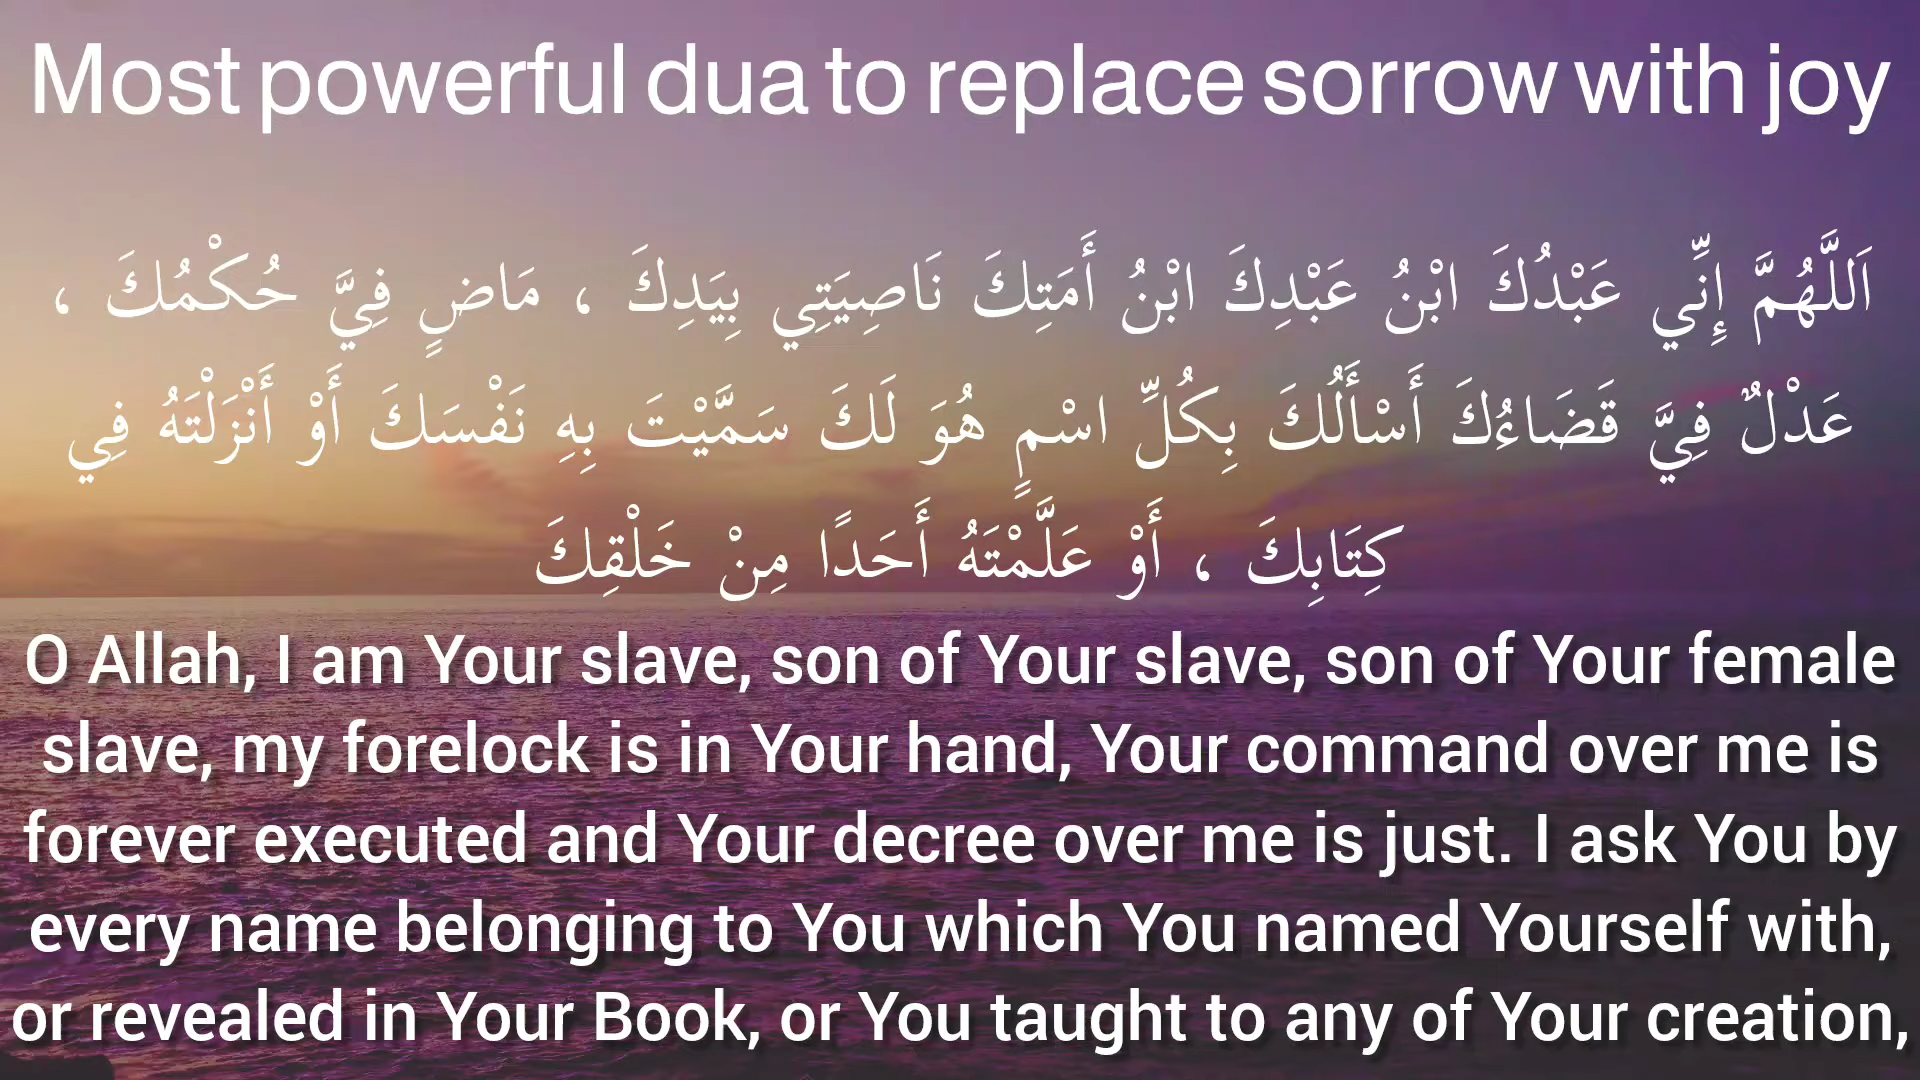 Most powerful dua to replace sorrow with joy
اَللَّهُمَّ إِنِّي عَبْدُكَ ابْنُ عَبْدِكَ ابْنُ أَمَتِكَ نَاصِيَتِي بِيَدِكَ ، مَاضٍ فِيَّ حُكْمُكَ ،
عَدْلٌ فِيَّ قَضَاءُكَ أَسْأَلُكَ بِكُلِّ اسْمٍ هُوَ لَكَ سَمَّيْتَ بِهِ نَفْسَكَ أَوْ أَنْزَلْتَهُ فِي
كِتَابِكَ ، أَوْ عَلَّمْتَهُ أَحَدًا مِنْ خَلْقِكَ
O Allah, I am Your slave, son of Your slave, son of Your female
slave, my forelock is in Your hand, Your command over me is
forever executed and Your decree over me is just. I ask You by
every name belonging to You which You named Yourself with,
or revealed in Your Book, or You taught to any of Your creation,